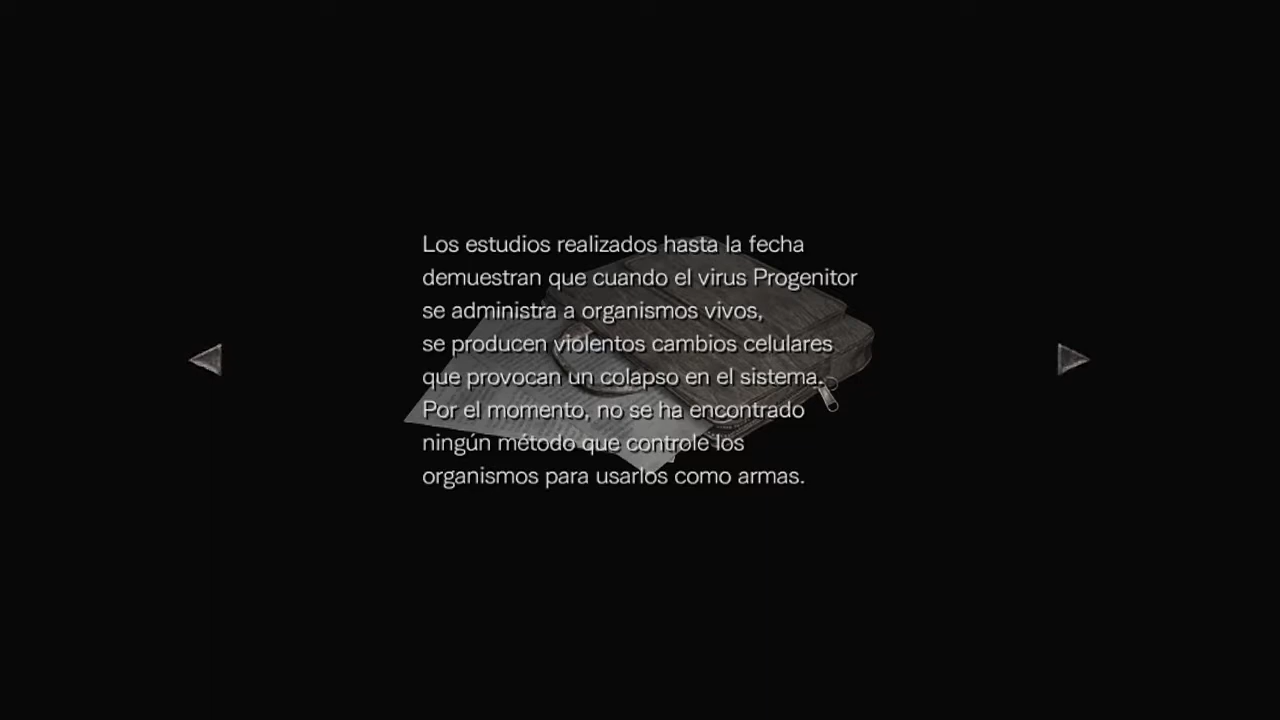 Los estudios realizados hasta la fecha
demuestran que cuando el virus Progenitor
se administra a organismos vivos,
se producen violentos cambios celulares
que provocan un colapso en el sistema.
Por el momento, no se ha encontrado
ningún método que controle los
organismos para usarlos como armas.